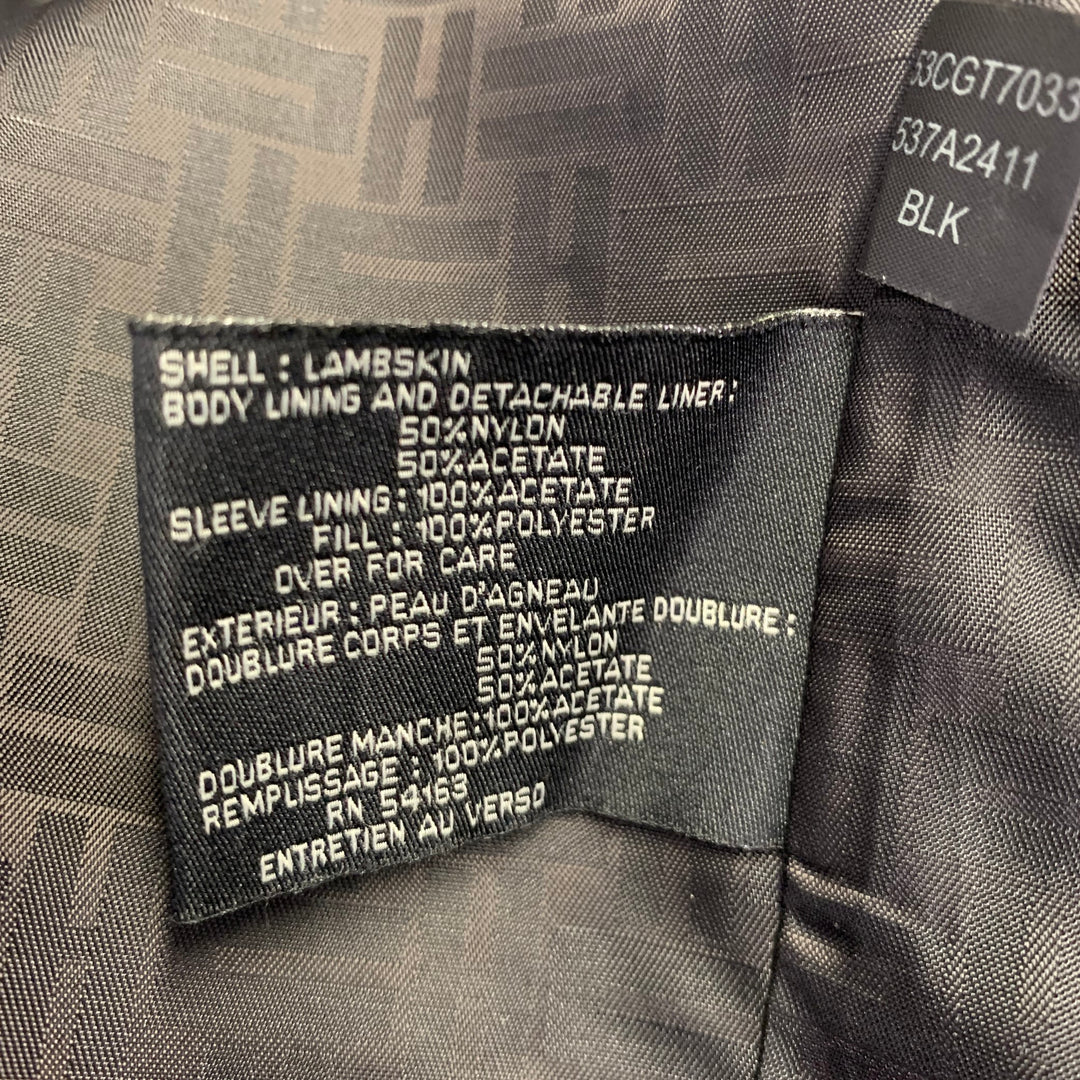 53CGT7033
537A2411
BLK
SHELL : LAMBSKIN
BODY LINING AND DETACHABLE LINER :
50%NYLON
50%ACETATE
SLEEVE LINING : 100%ACETATE
FILL : 100%POLYESTER
OVER FOR CARE
EXTERIEUR : PEAU D'AGNEAU
DOUBLURE CORPS ET ENVELANTE DOUBLURE :
50%NYLON
50%ACETATE
DOUBLURE MANCHE:100%ACETATE
REMPLISSAGE : 100%POLYESTER
RN 54163
ENTRETIEN AU VERSO